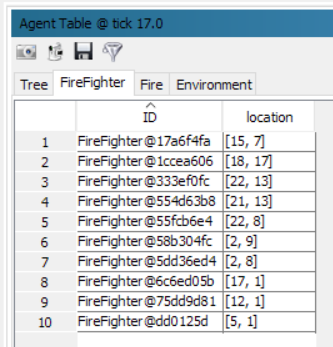 Agent Table @ tick 17.0
Tree FireFighter Fire Environment
ID location
1 FireFighter@17a6f4fa [15, 7]
2 FireFighter@1ccea606 [18, 17]
3 FireFighter@333ef0fc [22, 13]
4 FireFighter@554d63b8 [21, 13]
5 FireFighter@55fcb6e4 [22, 8]
6 FireFighter@58b304fc [2, 9]
7 FireFighter@5dd36ed4 [2, 8]
8 FireFighter@6c6ed05b [17, 1]
9 FireFighter@75dd9d81 [12, 1]
10 FireFighter@dd0125d [5, 1]